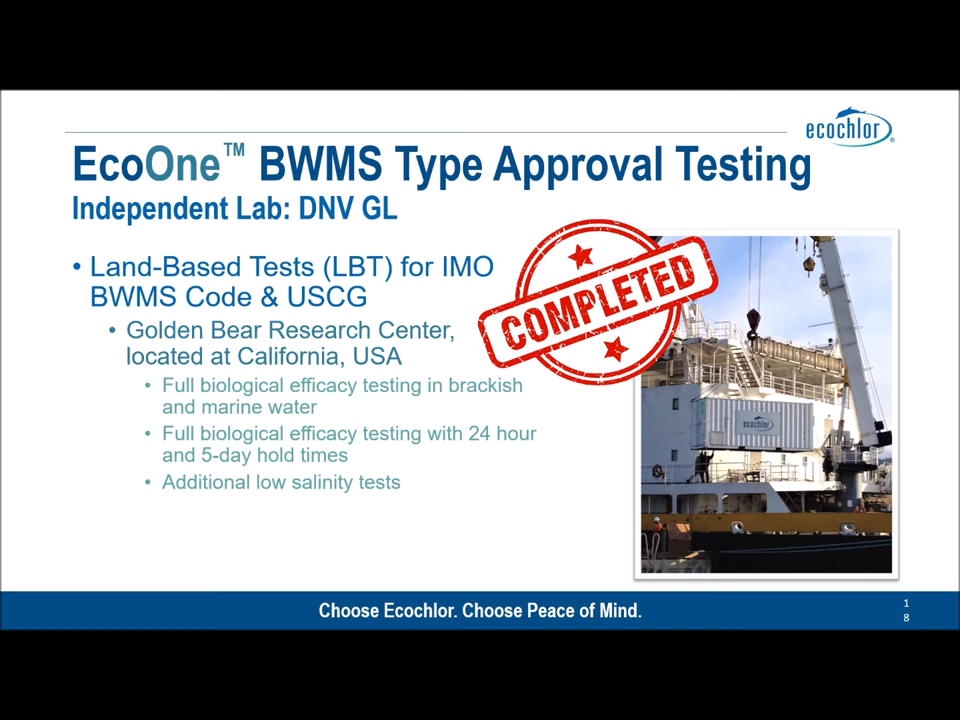 ecochlor®
EcoOne™ BWMS Type Approval Testing
Independent Lab: DNV GL
• Land-Based Tests (LBT) for IMO
BWMS Code & USCG
• Golden Bear Research Center,
located at California, USA
• Full biological efficacy testing in brackish
and marine water
• Full biological efficacy testing with 24 hour
and 5-day hold times
• Additional low salinity tests
COMPLETED
ecochlor
Choose Ecochlor. Choose Peace of Mind.
1
8